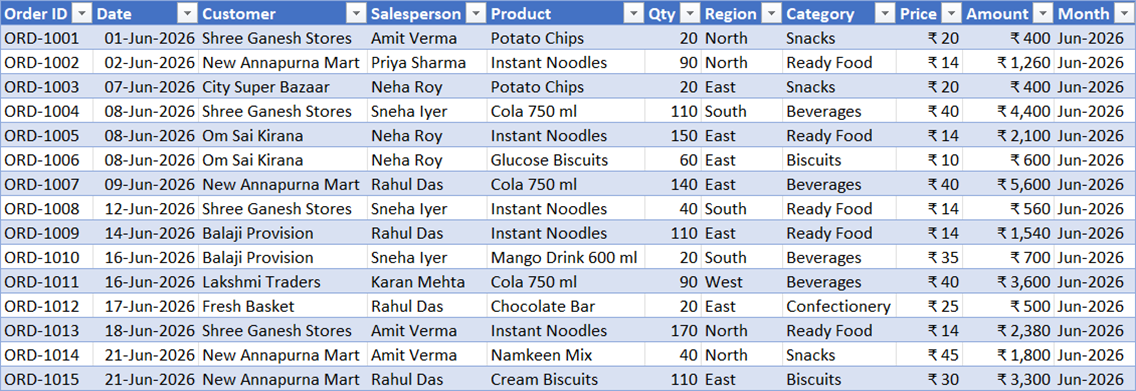 Order ID Date Customer Salesperson Product Qty Region Category Price Amount Month
ORD-1001 01-Jun-2026 Shree Ganesh Stores Amit Verma Potato Chips 20 North Snacks ₹ 20 ₹ 400 Jun-2026
ORD-1002 02-Jun-2026 New Annapurna Mart Priya Sharma Instant Noodles 90 North Ready Food ₹ 14 ₹ 1,260 Jun-2026
ORD-1003 07-Jun-2026 City Super Bazaar Neha Roy Potato Chips 20 East Snacks ₹ 20 ₹ 400 Jun-2026
ORD-1004 08-Jun-2026 Shree Ganesh Stores Sneha Iyer Cola 750 ml 110 South Beverages ₹ 40 ₹ 4,400 Jun-2026
ORD-1005 08-Jun-2026 Om Sai Kirana Neha Roy Instant Noodles 150 East Ready Food ₹ 14 ₹ 2,100 Jun-2026
ORD-1006 08-Jun-2026 Om Sai Kirana Neha Roy Glucose Biscuits 60 East Biscuits ₹ 10 ₹ 600 Jun-2026
ORD-1007 09-Jun-2026 New Annapurna Mart Rahul Das Cola 750 ml 140 East Beverages ₹ 40 ₹ 5,600 Jun-2026
ORD-1008 12-Jun-2026 Shree Ganesh Stores Sneha Iyer Instant Noodles 40 South Ready Food ₹ 14 ₹ 560 Jun-2026
ORD-1009 14-Jun-2026 Balaji Provision Rahul Das Instant Noodles 110 East Ready Food ₹ 14 ₹ 1,540 Jun-2026
ORD-1010 16-Jun-2026 Balaji Provision Sneha Iyer Mango Drink 600 ml 20 South Beverages ₹ 35 ₹ 700 Jun-2026
ORD-1011 16-Jun-2026 Lakshmi Traders Karan Mehta Cola 750 ml 90 West Beverages ₹ 40 ₹ 3,600 Jun-2026
ORD-1012 17-Jun-2026 Fresh Basket Rahul Das Chocolate Bar 20 East Confectionery ₹ 25 ₹ 500 Jun-2026
ORD-1013 18-Jun-2026 Shree Ganesh Stores Amit Verma Instant Noodles 170 North Ready Food ₹ 14 ₹ 2,380 Jun-2026
ORD-1014 21-Jun-2026 New Annapurna Mart Amit Verma Namkeen Mix 40 North Snacks ₹ 45 ₹ 1,800 Jun-2026
ORD-1015 21-Jun-2026 New Annapurna Mart Rahul Das Cream Biscuits 110 East Biscuits ₹ 30 ₹ 3,300 Jun-2026